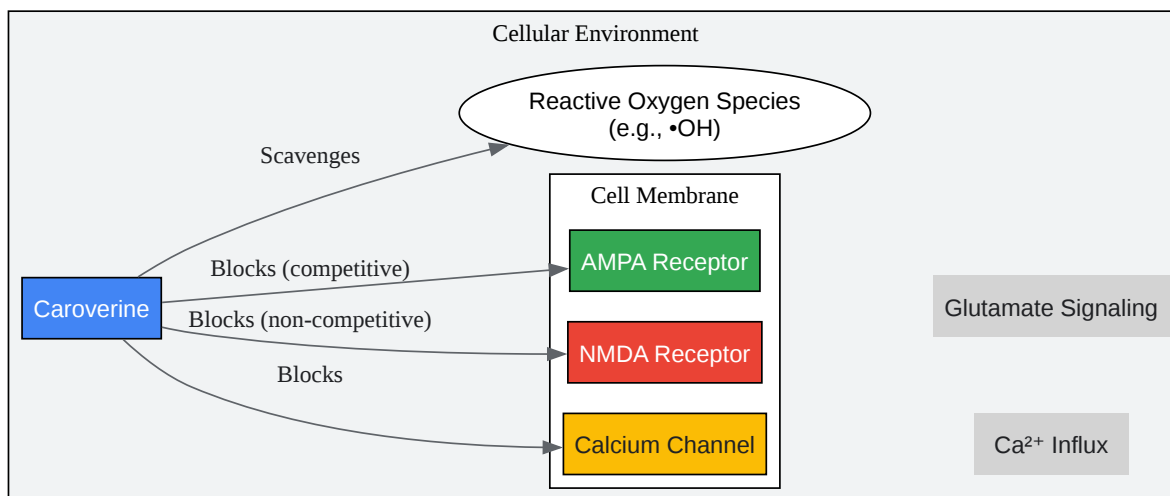 Cellular Environment
Reactive Oxygen Species
(e.g., •OH)
Scavenges
Cell Membrane
Blocks (competitive)
AMPA Receptor
Caroverine
Glutamate Signaling
Blocks (non-competitive)
NMDA Receptor
Blocks
Calcium Channel
Ca²⁺ Influx